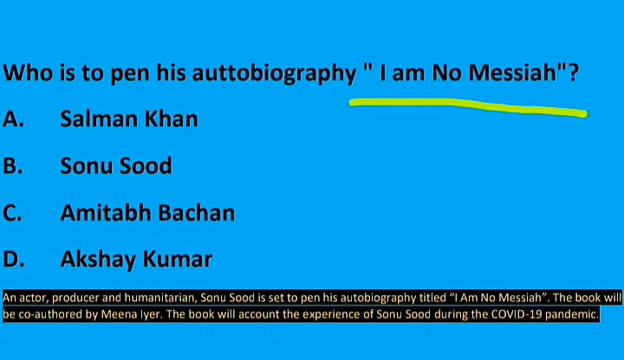 Who is to pen his auttobiography " I am No Messiah"?
A. Salman Khan
B. Sonu Sood
C. Amitabh Bachan
D. Akshay Kumar
An actor, producer and humanitarian, Sonu Sood is set to pen his autobiography titled “I Am No Messiah”. The book will
be co-authored by Meena Iyer. The book will account the experience of Sonu Sood during the COVID-19 pandemic.